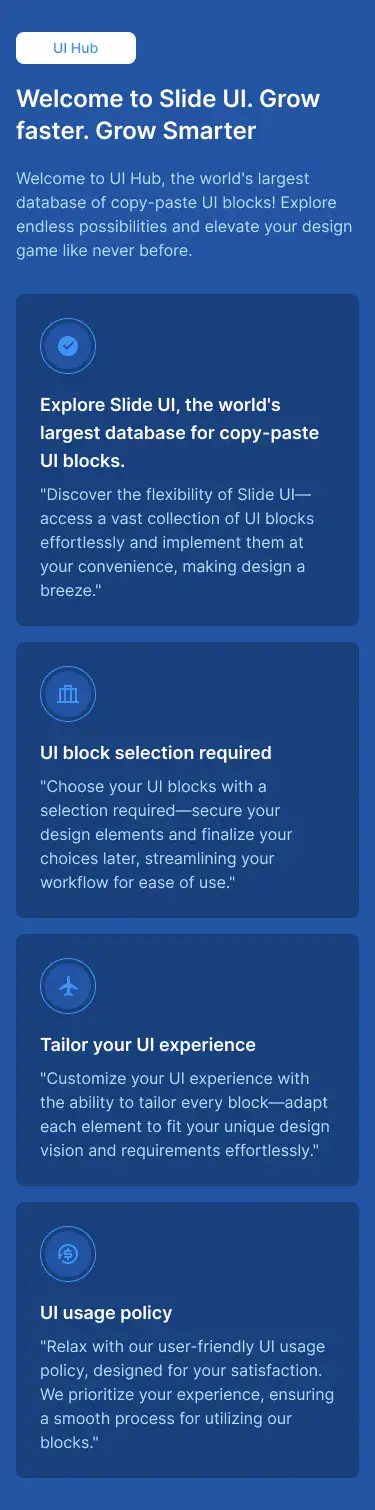 UI Hub
Welcome to Slide UI. Grow
faster. Grow Smarter
Welcome to UI Hub, the world's largest
database of copy-paste UI blocks! Explore
endless possibilities and elevate your design
game like never before.
Explore Slide UI, the world's
largest database for copy-paste
UI blocks.
"Discover the flexibility of Slide UI—
access a vast collection of UI blocks
effortlessly and implement them at
your convenience, making design a
breeze."
UI block selection required
"Choose your UI blocks with a
selection required—secure your
design elements and finalize your
choices later, streamlining your
workflow for ease of use."
Tailor your UI experience
"Customize your UI experience with
the ability to tailor every block—adapt
each element to fit your unique design
vision and requirements effortlessly."
UI usage policy
"Relax with our user-friendly UI usage
policy, designed for your satisfaction.
We prioritize your experience, ensuring
a smooth process for utilizing our
blocks."